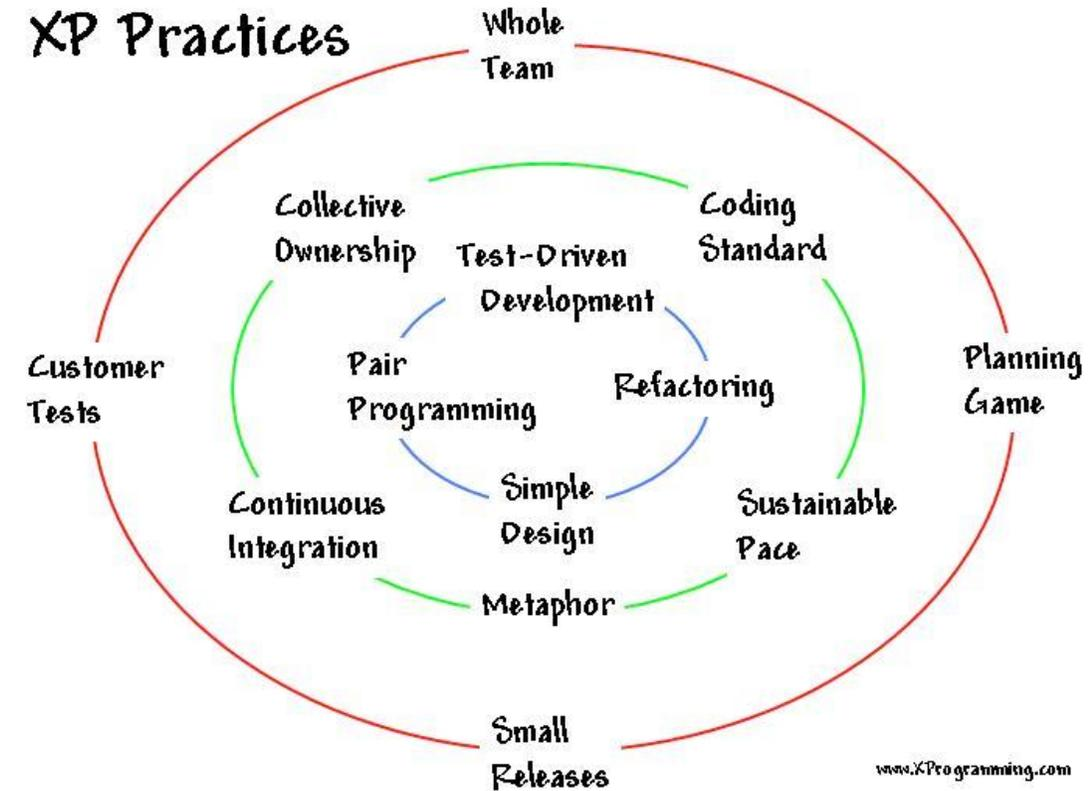 XP Practices
Whole
Team
Collective
Ownership
Coding
Standard
Test-Driven
Development
Customer
Tests
Pair
Programming
Refactoring
Planning
Game
Simple
Design
Continuous
Integration
Sustainable
Pace
Metaphor
Small
Releases
www.XProgramming.com